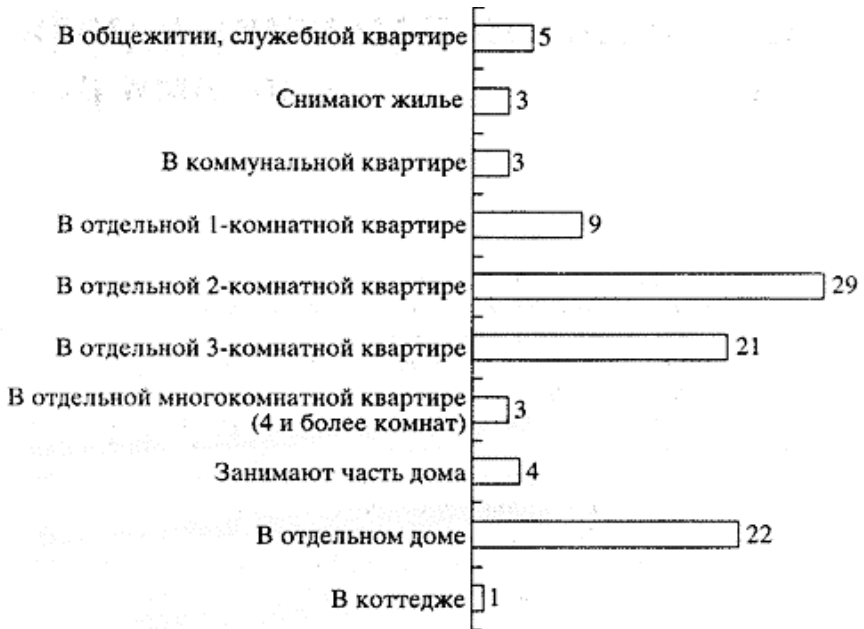 В общежитии, служебной квартире 5
Снимают жилье 3
В коммунальной квартире 3
В отдельной 1-комнатной квартире 9
В отдельной 2-комнатной квартире 29
В отдельной 3-комнатной квартире 21
В отдельной многокомнатной квартире
(4 и более комнат) 3
Занимают часть дома 4
В отдельном доме 22
В коттедже 1